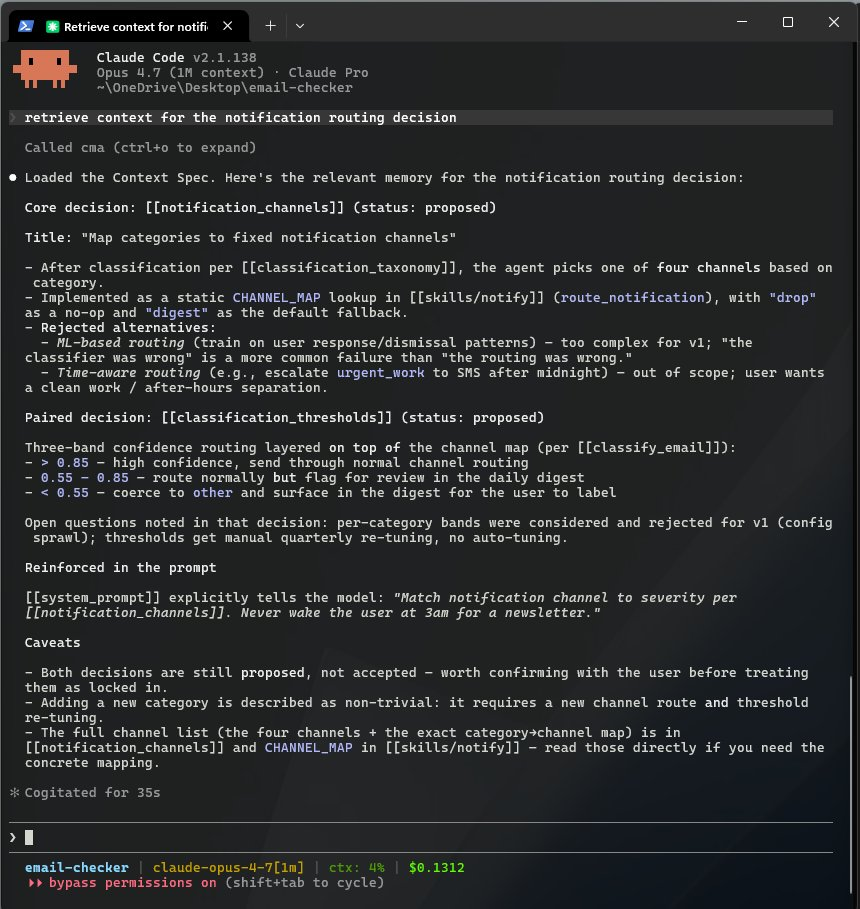 Retrieve context for notifi
Claude Code v2.1.138
Opus 4.7 (1M context) · Claude Pro
~\OneDrive\Desktop\email-checker
❯ retrieve context for the notification routing decision
Called cma (ctrl+o to expand)
● Loaded the Context Spec. Here's the relevant memory for the notification routing decision:
Core decision: [[notification_channels]] (status: proposed)
Title: "Map categories to fixed notification channels"
– After classification per [[classification_taxonomy]], the agent picks one of four channels based on
category.
– Implemented as a static CHANNEL_MAP lookup in [[skills/notify]] (route_notification), with "drop"
as a no-op and "digest" as the default fallback.
– Rejected alternatives:
– ML-based routing (train on user response/dismissal patterns) — too complex for v1; "the
classifier was wrong" is a more common failure than "the routing was wrong."
– Time-aware routing (e.g., escalate urgent_work to SMS after midnight) — out of scope; user wants
a clean work / after-hours separation.
Paired decision: [[classification_thresholds]] (status: proposed)
Three-band confidence routing layered on top of the channel map (per [[classify_email]]):
– > 0.85 — high confidence, send through normal channel routing
– 0.55 – 0.85 — route normally but flag for review in the daily digest
– < 0.55 — coerce to other and surface in the digest for the user to label
Open questions noted in that decision: per-category bands were considered and rejected for v1 (config
sprawl); thresholds get manual quarterly re-tuning, no auto-tuning.
Reinforced in the prompt
[[system_prompt]] explicitly tells the model: "Match notification channel to severity per
[[notification_channels]]. Never wake the user at 3am for a newsletter."
Caveats
– Both decisions are still proposed, not accepted — worth confirming with the user before treating
them as locked in.
– Adding a new category is described as non-trivial: it requires a new channel route and threshold
re-tuning.
– The full channel list (the four channels + the exact category→channel map) is in
[[notification_channels]] and CHANNEL_MAP in [[skills/notify]] — read those directly if you need the
concrete mapping.
✻ Cogitated for 35s
❯
email-checker | claude-opus-4-7[1m] | ctx: 4% | $0.1312
⏵⏵ bypass permissions on (shift+tab to cycle)